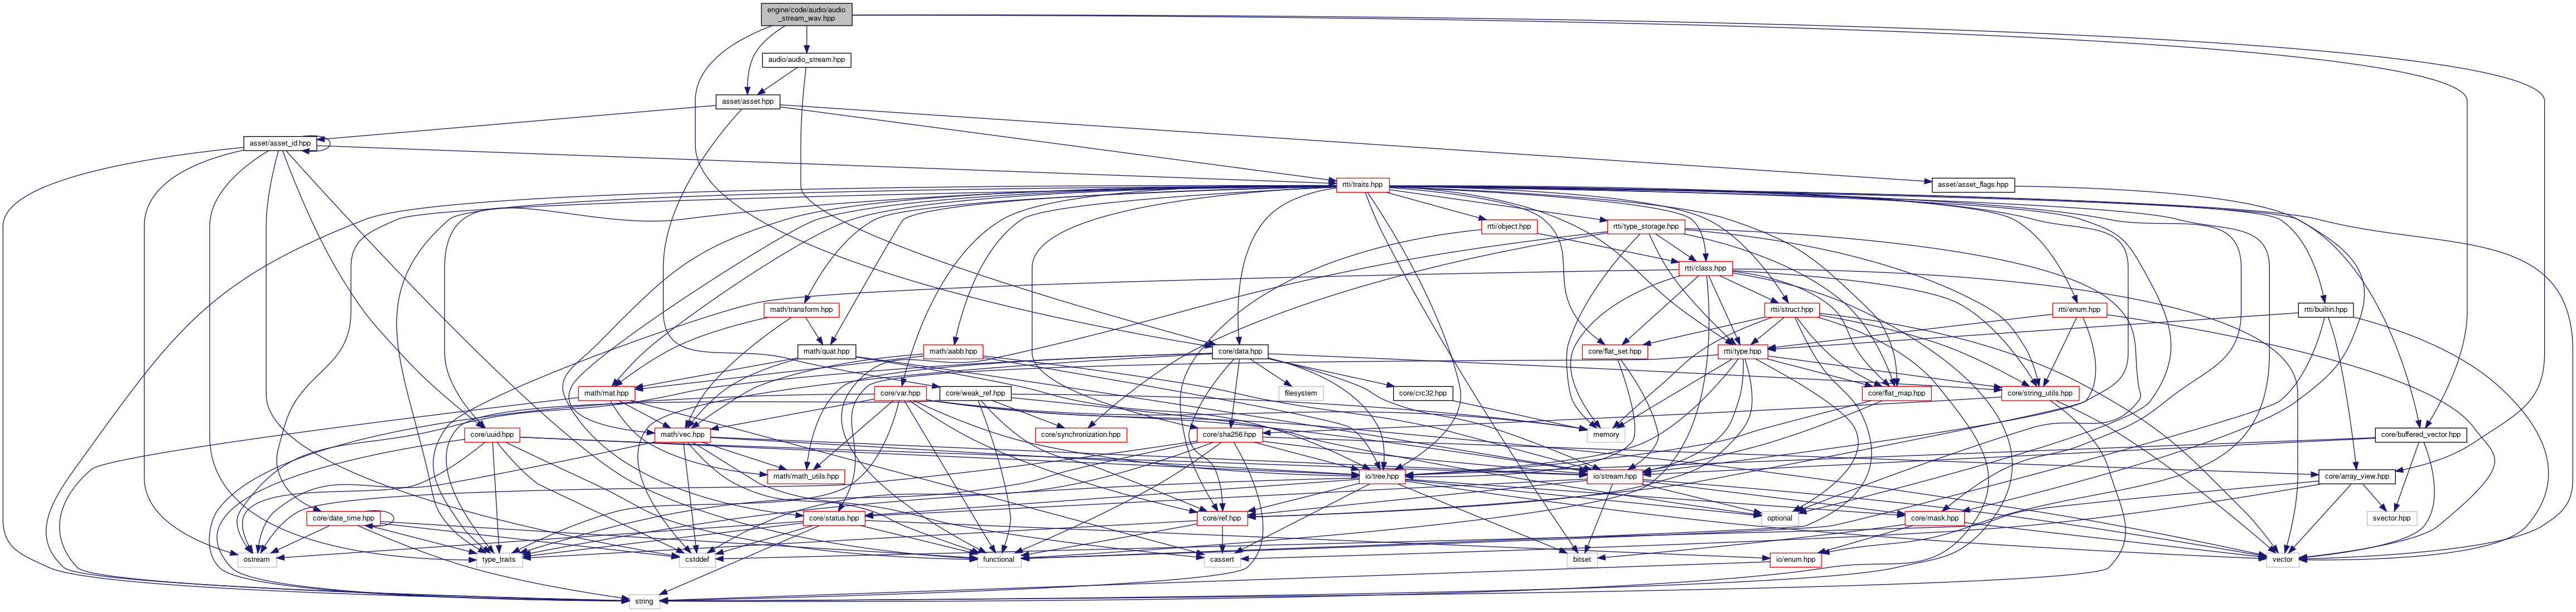 engine/code/audio/audio
_stream_wav.hpp
audio/audio_stream.hpp
asset/asset.hpp
asset/asset_id.hpp
rtti/traits.hpp
asset/asset_flags.hpp
rtti/object.hpp
rtti/type_storage.hpp
rtti/class.hpp
math/transform.hpp
rtti/struct.hpp
rtti/enum.hpp
rtti/builtin.hpp
math/quat.hpp
math/aabb.hpp
core/data.hpp
core/flat_set.hpp
rtti/type.hpp
math/mat.hpp
core/var.hpp
core/weak_ref.hpp
filesystem
core/crc32.hpp
core/flat_map.hpp
core/string_utils.hpp
core/uuid.hpp
math/vec.hpp
core/synchronization.hpp
core/sha256.hpp
memory
core/buffered_vector.hpp
math/math_utils.hpp
io/tree.hpp
io/stream.hpp
core/array_view.hpp
core/date_time.hpp
core/status.hpp
core/ref.hpp
optional
core/mask.hpp
svector.hpp
ostream
type_traits
cstddef
functional
cassert
bitset
io/enum.hpp
vector
string